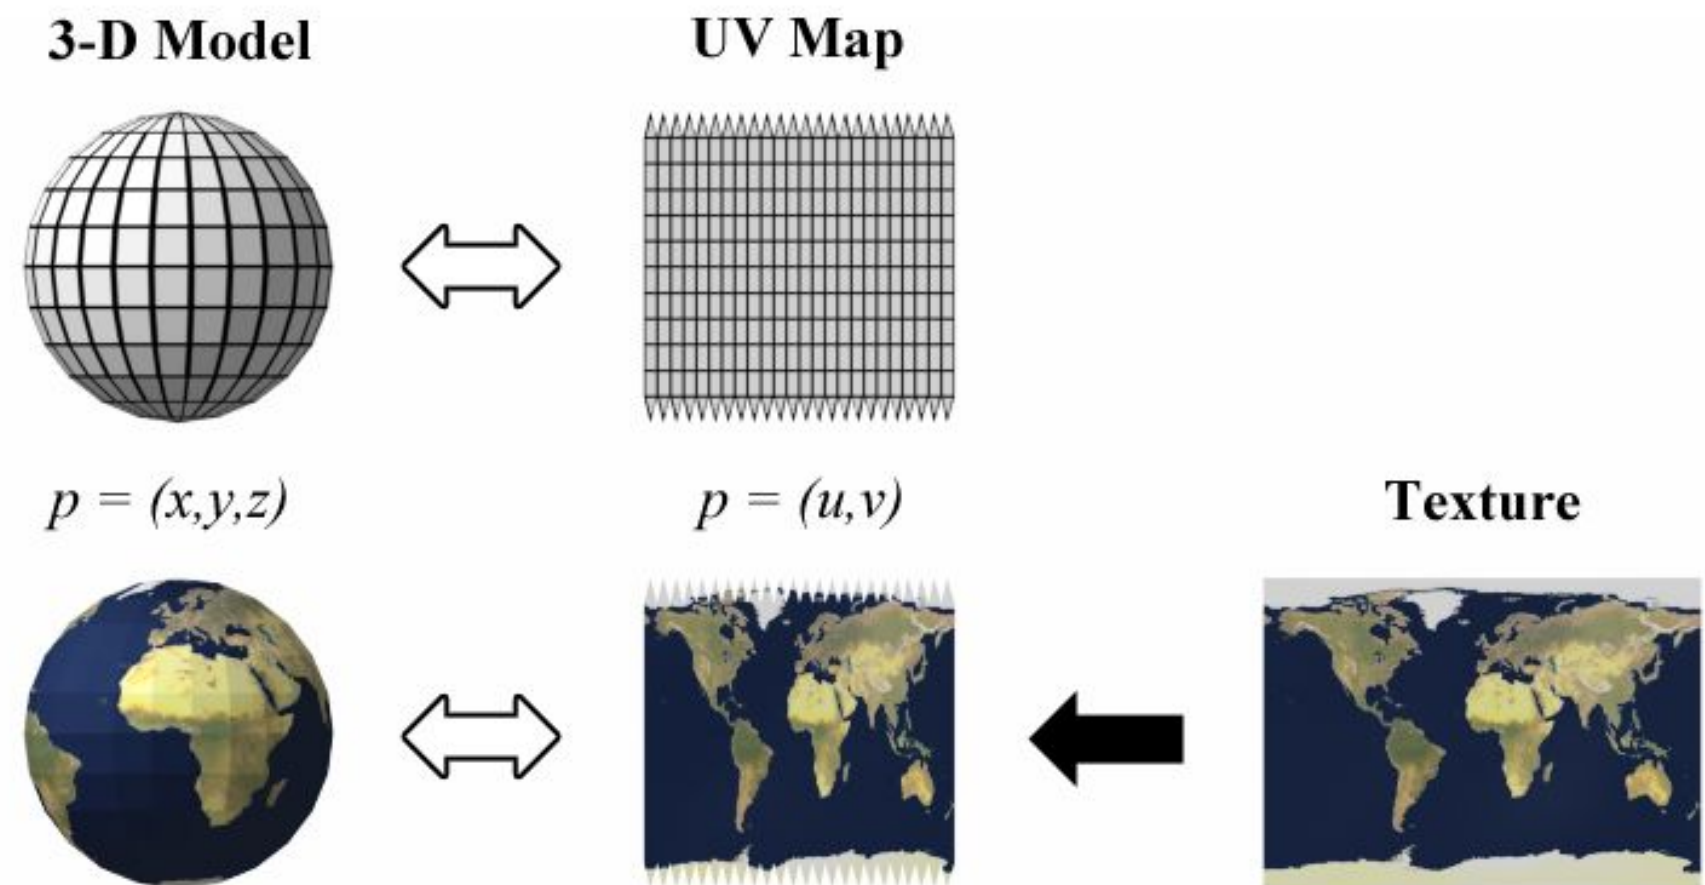 3-D Model
UV Map
p = (x,y,z)
p = (u,v)
Texture